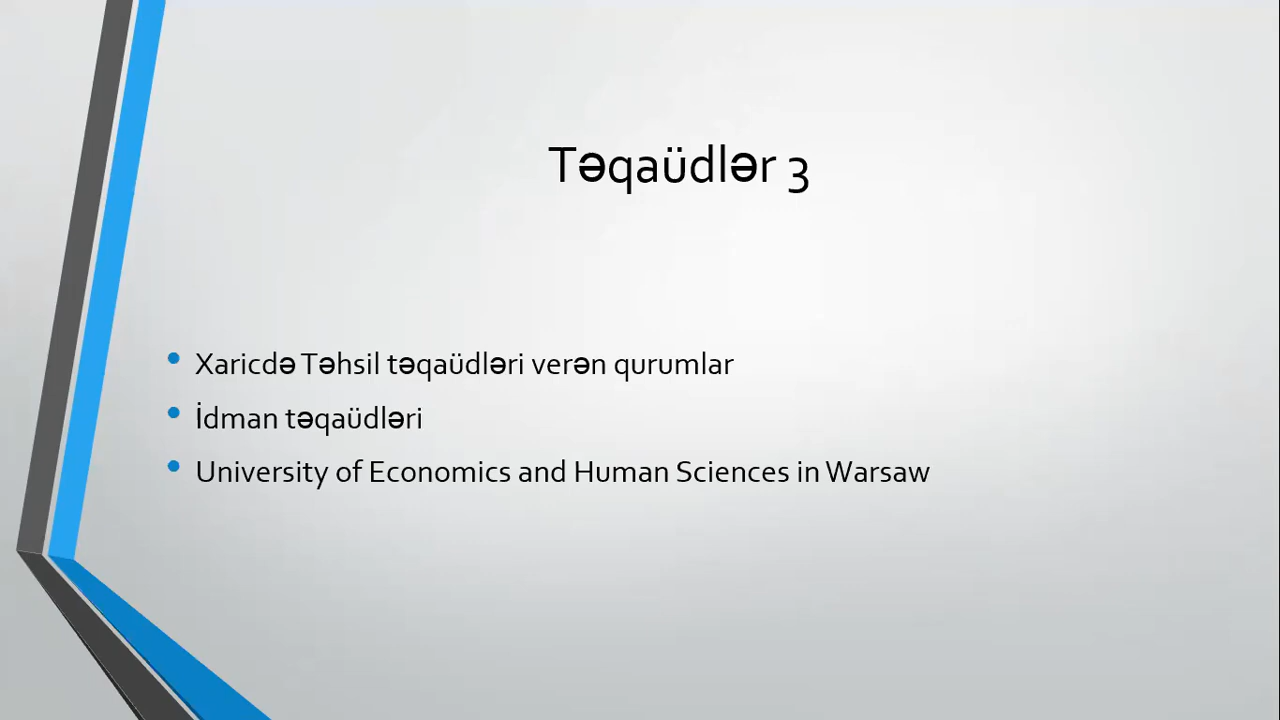 Təqaüdlər 3
Xaricdə Təhsil təqaüdləri verən qurumlar
İdman təqaüdləri
University of Economics and Human Sciences in Warsaw